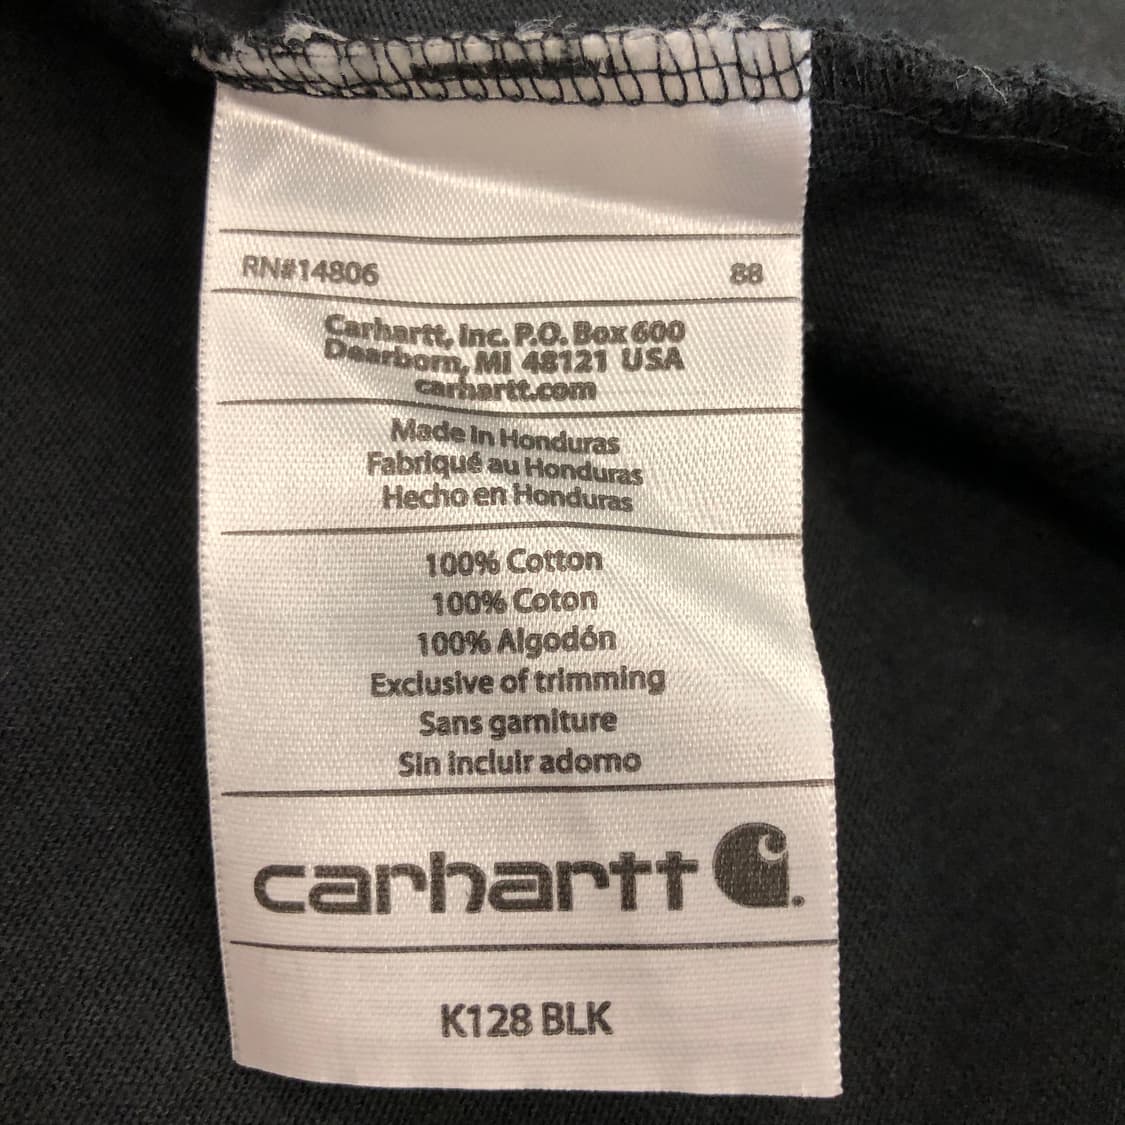 RN#14806 88
Carhartt, Inc. P.O. Box 600
Dearborn, MI 48121 USA
carhartt.com
Made in Honduras
Fabriqué au Honduras
Hecho en Honduras
100% Cotton
100% Coton
100% Algodón
Exclusive of trimming
Sans garniture
Sin incluir adorno
carhartt
K128 BLK